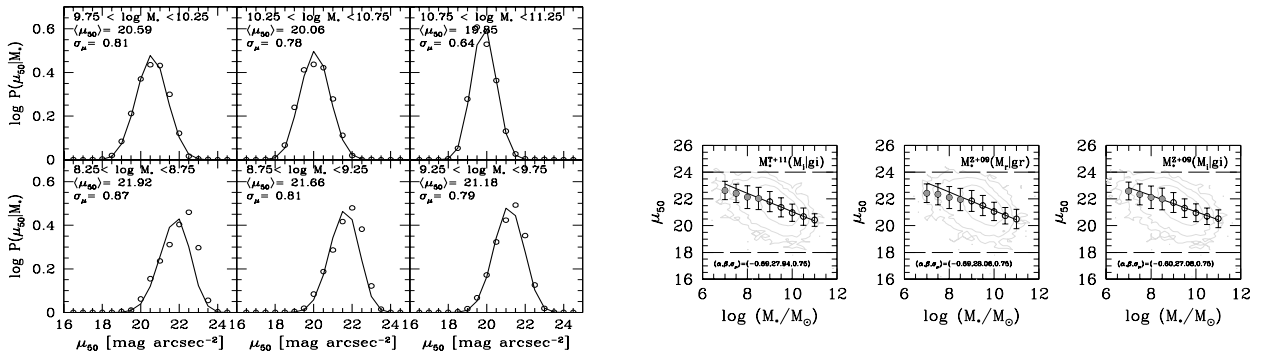 9.75 < log M* <10.25
⟨μ50⟩= 20.59
σμ= 0.81
10.25 < log M* <10.75
⟨μ50⟩= 20.06
σμ= 0.78
10.75 < log M* <11.25
⟨μ50⟩= 19.85
σμ= 0.64
0.6
0.4
0.2
0
log P(μ50|M*)
8.25 < log M* <8.75
⟨μ50⟩= 21.92
σμ= 0.87
8.75 < log M* <9.25
⟨μ50⟩= 21.66
σμ= 0.81
9.25 < log M* <9.75
⟨μ50⟩= 21.18
σμ= 0.79
0.6
0.4
0.2
0
log P(μ50|M*)
16 18 20 22 24 16 18 20 22 24 16 18 20 22 24
μ50 [mag arcsec−2] μ50 [mag arcsec−2] μ50 [mag arcsec−2]
26
24
22
20
18
16
μ50
(Mi|gi)
(α,β,σμ)=(−0.69,27.94,0.75)
6 8 10 12
log (M*/M⊙)
26
24
22
20
18
16
μ50
(Mr|gr)
6 8 10 12
log (M*/M⊙)
26
24
22
20
18
16
μ50
(Mi|gi)
6 8 10 12
log (M*/M⊙)